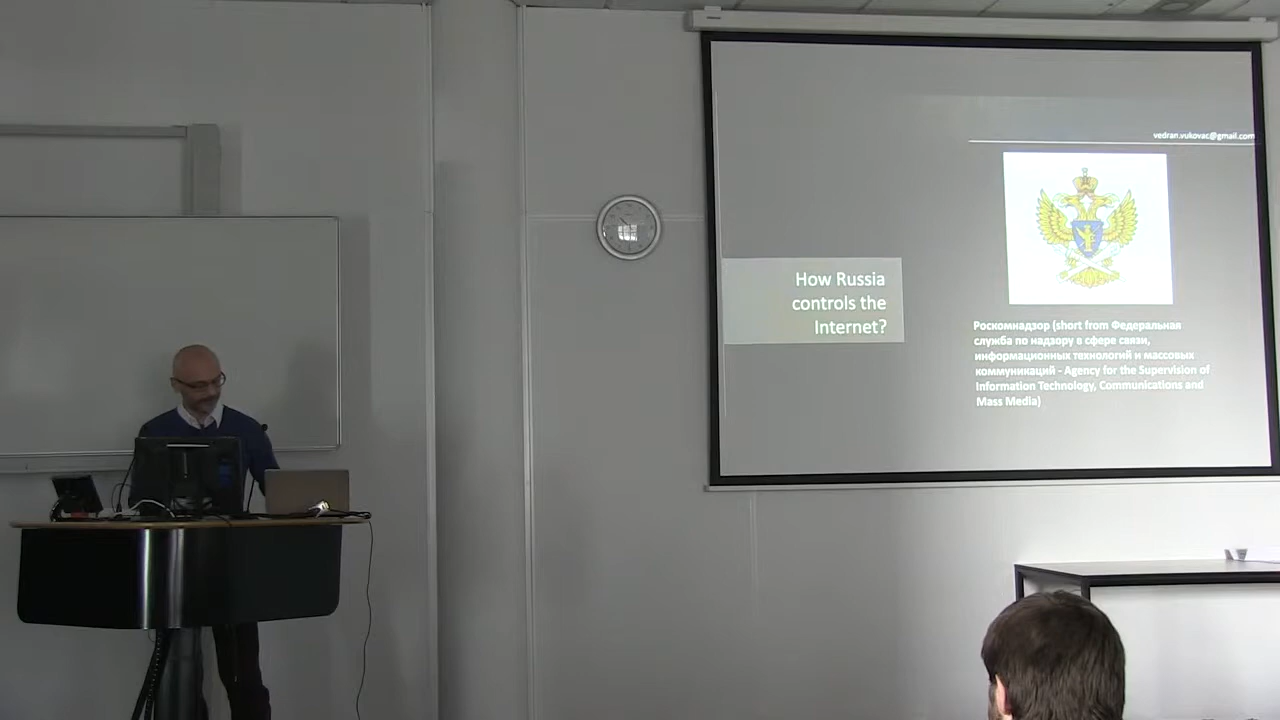 vedran.vukovac@gmail.com
How Russia
controls the
Internet?
Роскомнадзор (short from Федеральная
служба по надзору в сфере связи,
информационных технологий и массовых
коммуникаций - Agency for the Supervision of
Information Technology, Communications and
Mass Media)